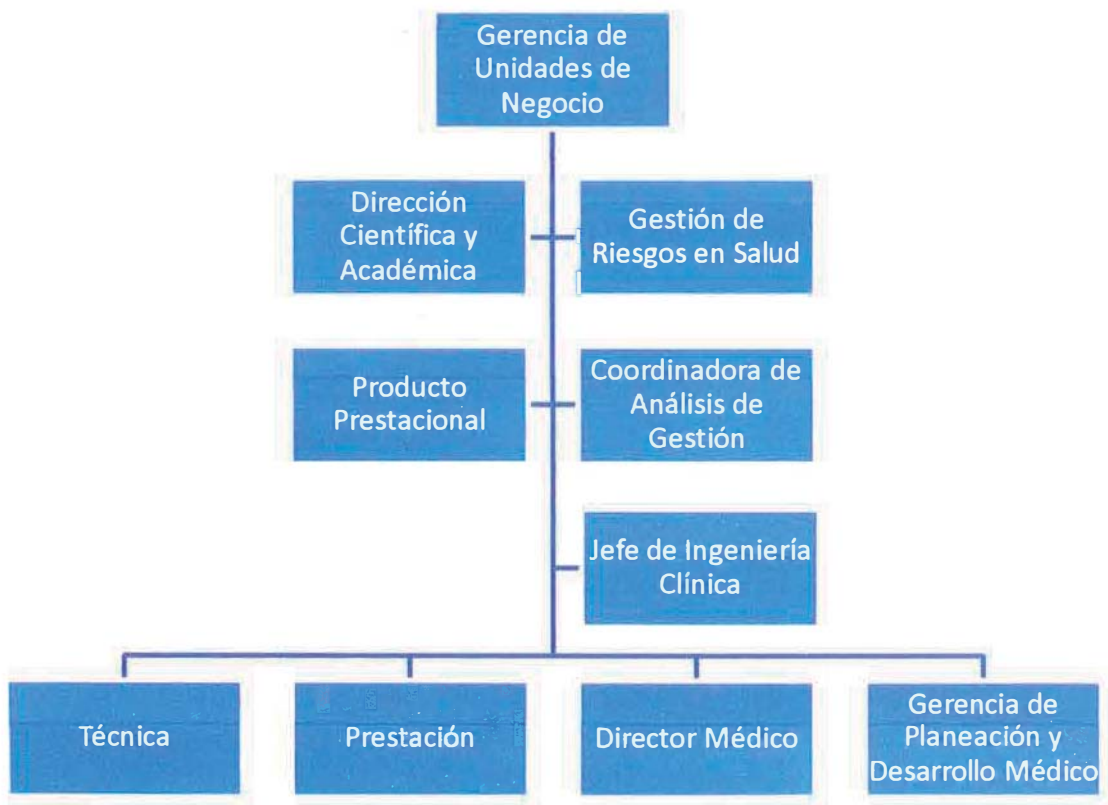 Gerencia de
Unidades de
Negocio
Dirección
Científica y
Académica
Gestión de
Riesgos en Salud
Producto
Prestacional
Coordinadora de
Análisis de
Gestión
Jefe de Ingeniería
Clínica
Técnica
Prestación
Director Médico
Gerencia de
Planeación y
Desarrollo Médico